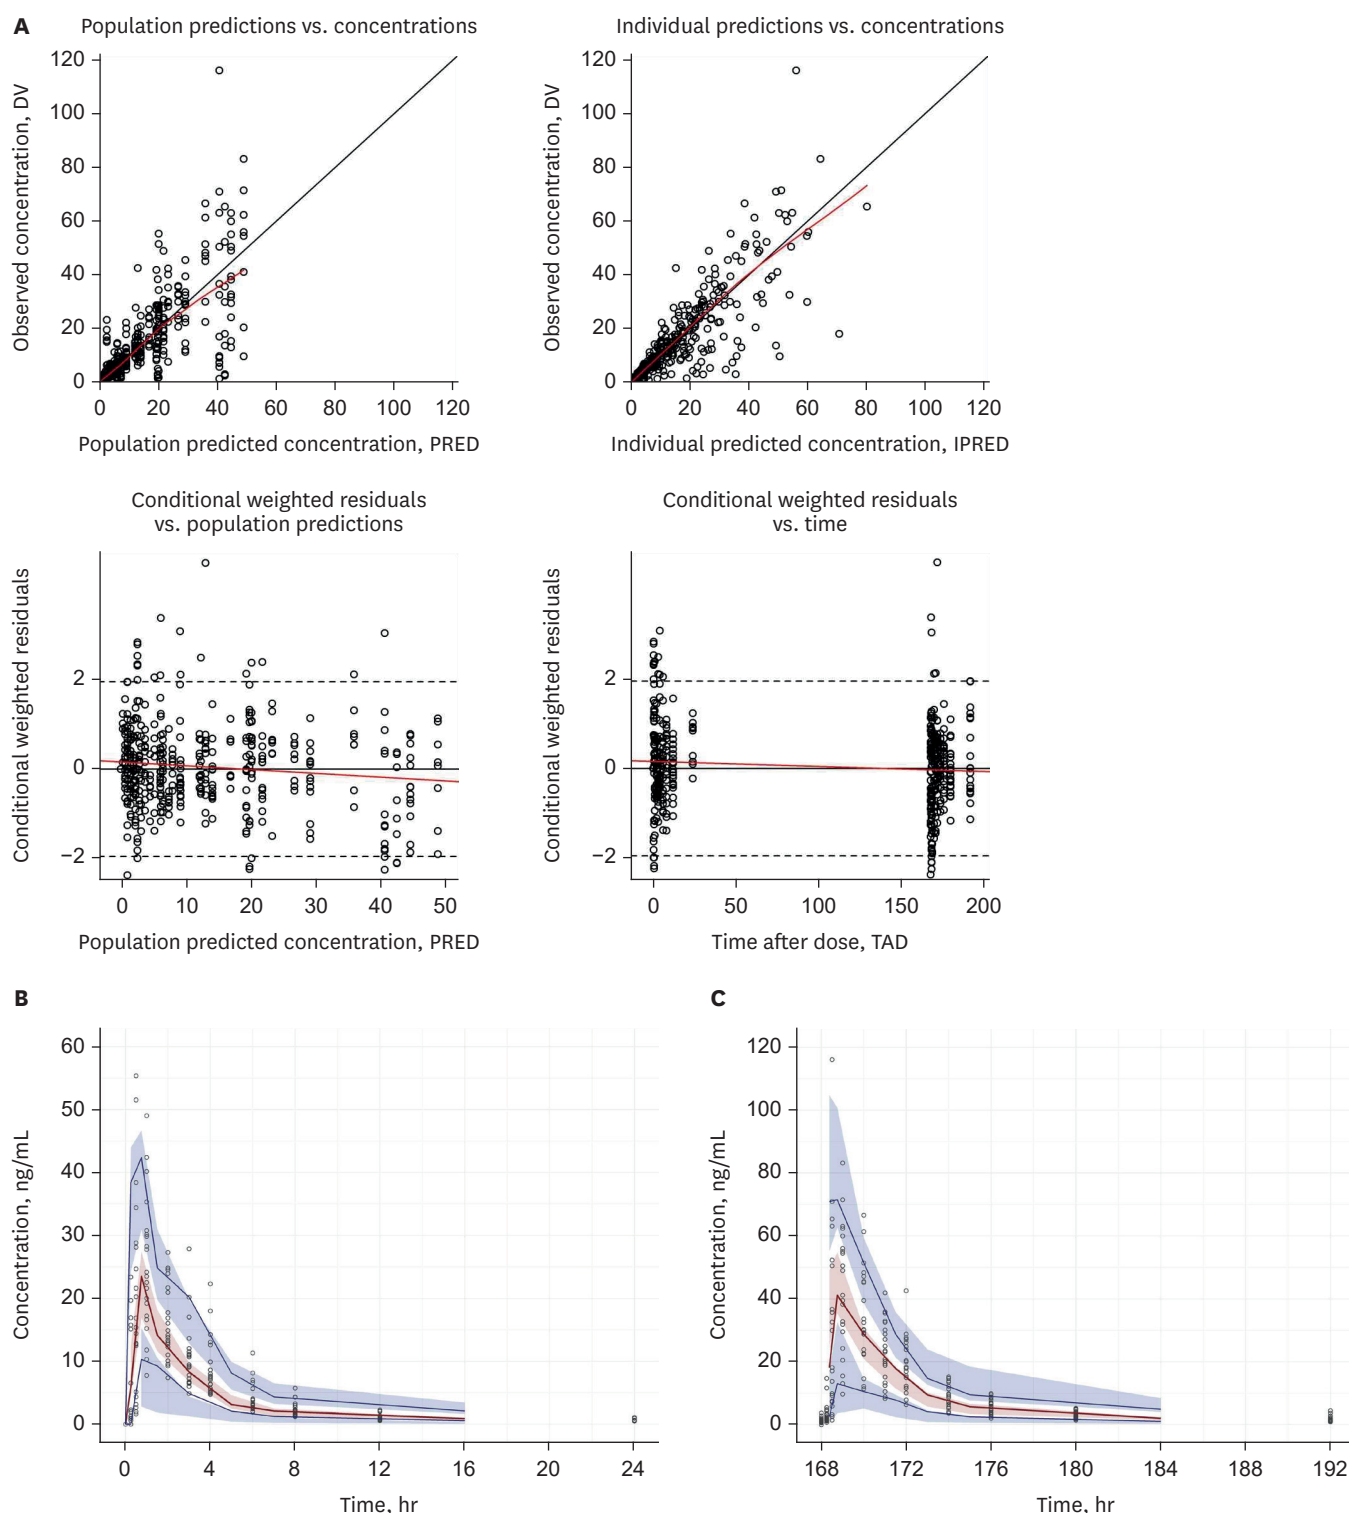 A
Population predictions vs. concentrations
Observed concentration, DV
120
100
80
60
40
20
0
0 20 40 60 80 100 120
Population predicted concentration, PRED
Individual predictions vs. concentrations
Observed concentration, DV
120
100
80
60
40
20
0
0 20 40 60 80 100 120
Individual predicted concentration, IPRED
Conditional weighted residuals
vs. population predictions
Conditional weighted residuals
2
0
−2
0 10 20 30 40 50
Population predicted concentration, PRED
Conditional weighted residuals
vs. time
Conditional weighted residuals
2
0
−2
0 50 100 150 200
Time after dose, TAD
B
Concentration, ng/mL
60
50
40
30
20
10
0
0 4 8 12 16 20 24
Time, hr
C
Concentration, ng/mL
120
100
80
60
40
20
0
168 172 176 180 184 188 192
Time, hr